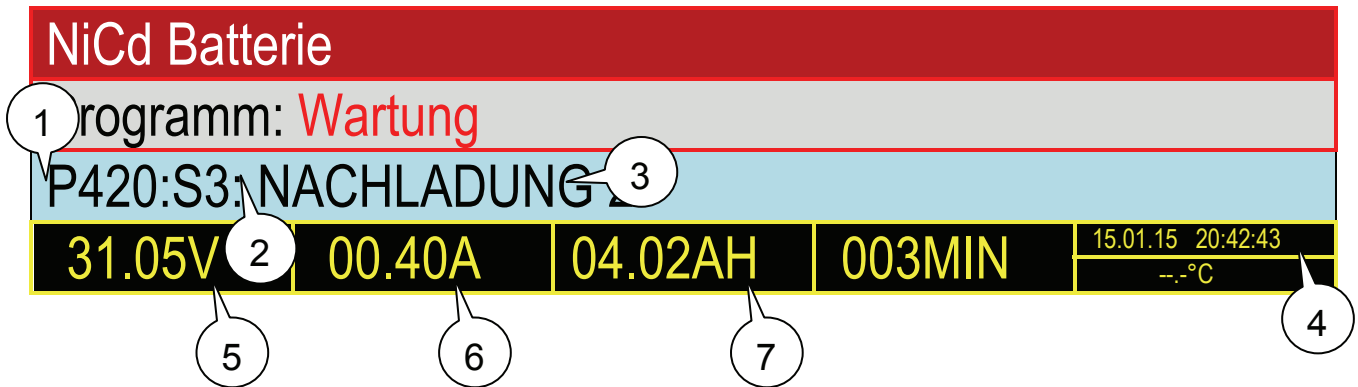 NiCd Batterie
1 rogramm: Wartung
P420:S3: NACHLADUNG 3
31.05V 2 00.40A 04.02AH 003MIN 15.01.15 20:42:43
--.-°C
4
5 6 7